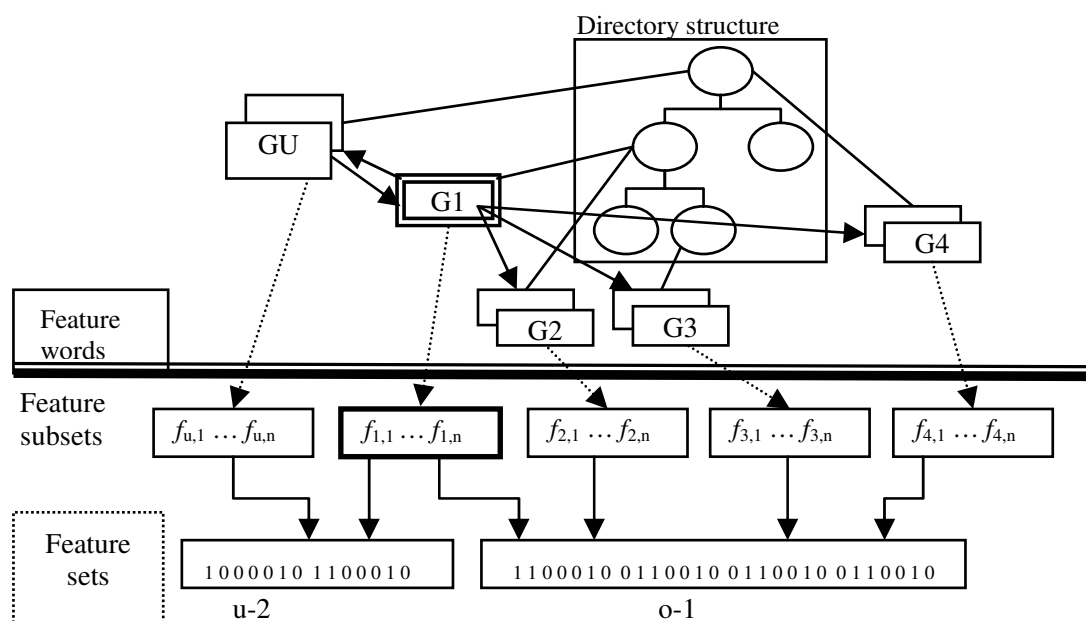 Directory structure
GU
G1
G4
G2
G3
Feature
words
Feature
subsets
fu,1 … fu,n
f1,1 … f1,n
f2,1 … f2,n
f3,1 … f3,n
f4,1 … f4,n
Feature
sets
1 0 0 0 0 1 0 1 1 0 0 0 1 0
1 1 0 0 0 1 0 0 1 1 0 0 1 0 0 1 1 0 0 1 0 0 1 1 0 0 1 0
u-2
o-1